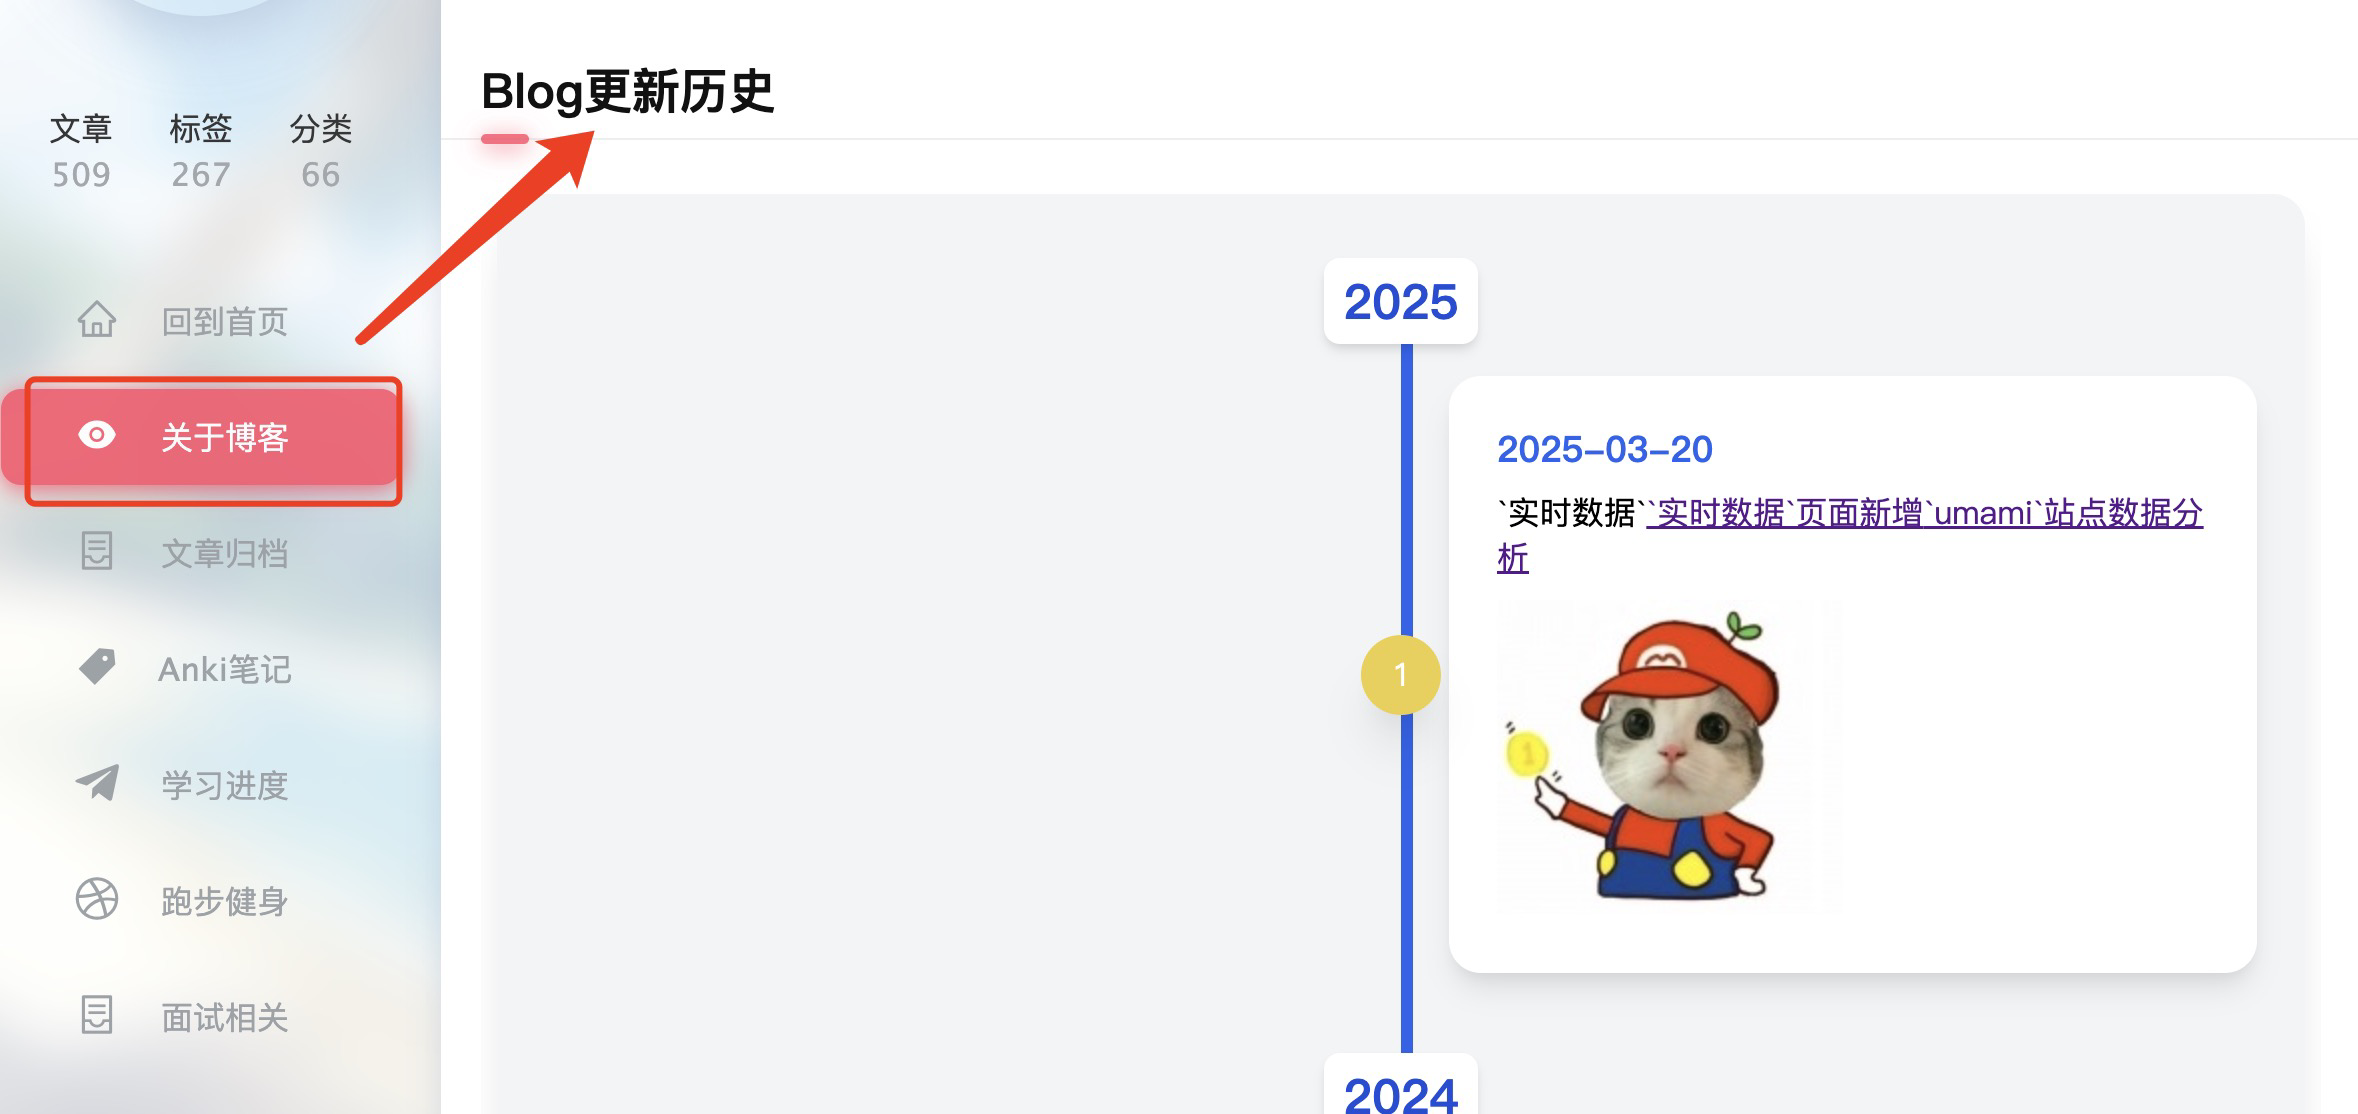 文章 标签 分类
509 267 66
回到首页
关于博客
文章归档
Anki笔记
学习进度
跑步健身
面试相关
Blog更新历史
2025
2025-03-20
`实时数据``实时数据`页面新增`umami`站点数据分
析
1
1
2024